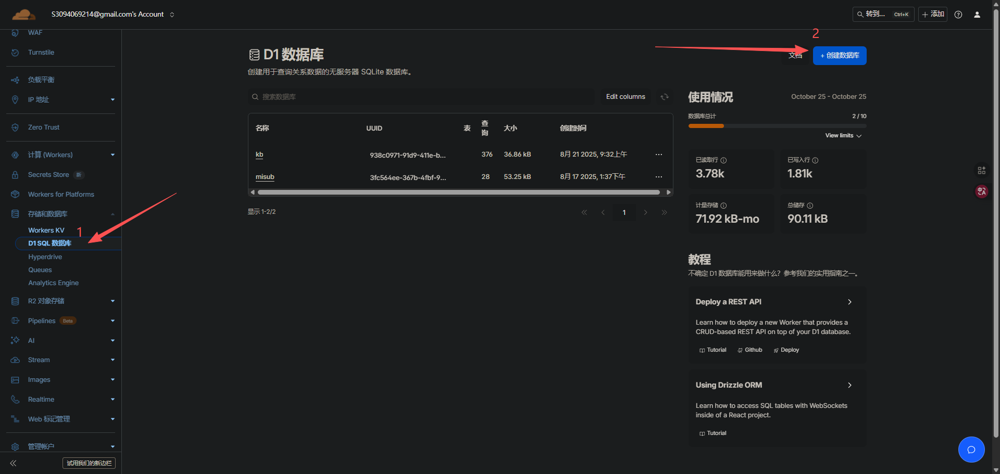 S3094069214@gmail.com's Account
转到... Ctrl+K
添加
WAF
Turnstile
负载平衡
IP 地址
Zero Trust
计算 (Workers)
Secrets Store 新
Workers for Platforms
存储和数据库
Workers KV
D1 SQL 数据库
Hyperdrive
Queues
Analytics Engine
R2 对象存储
Pipelines Beta
AI
Stream
Images
Realtime
Web 标记管理
管理帐户
试用我们的新边栏
1
2
D1 数据库
创建用于查询关系数据的无服务器 SQLite 数据库。
文档
+ 创建数据库
搜索数据库
Edit columns
名称 UUID 表 查询 大小 创建时间
kb 938c0971-91d9-411e-b... 376 36.86 kB 8月 21 2025, 9:32上午 ...
misub 3fc564ee-367b-4fbf-9... 28 53.25 kB 8月 17 2025, 1:37下午 ...
显示 1-2/2
1
使用情况
October 25 - October 25
数据库总计
2 / 10
View limits
已读取行
3.78k
已写入行
1.81k
计量存储
71.92 kB-mo
总储存
90.11 kB
教程
不确定 D1 数据库能用来做什么？参考我们的实用指南之一。
Deploy a REST API
Learn how to deploy a new Worker that provides a
CRUD-based REST API on top of your D1 database.
Tutorial Github Deploy
Using Drizzle ORM
Learn how to access SQL tables with WebSockets
inside of a React project.
Tutorial